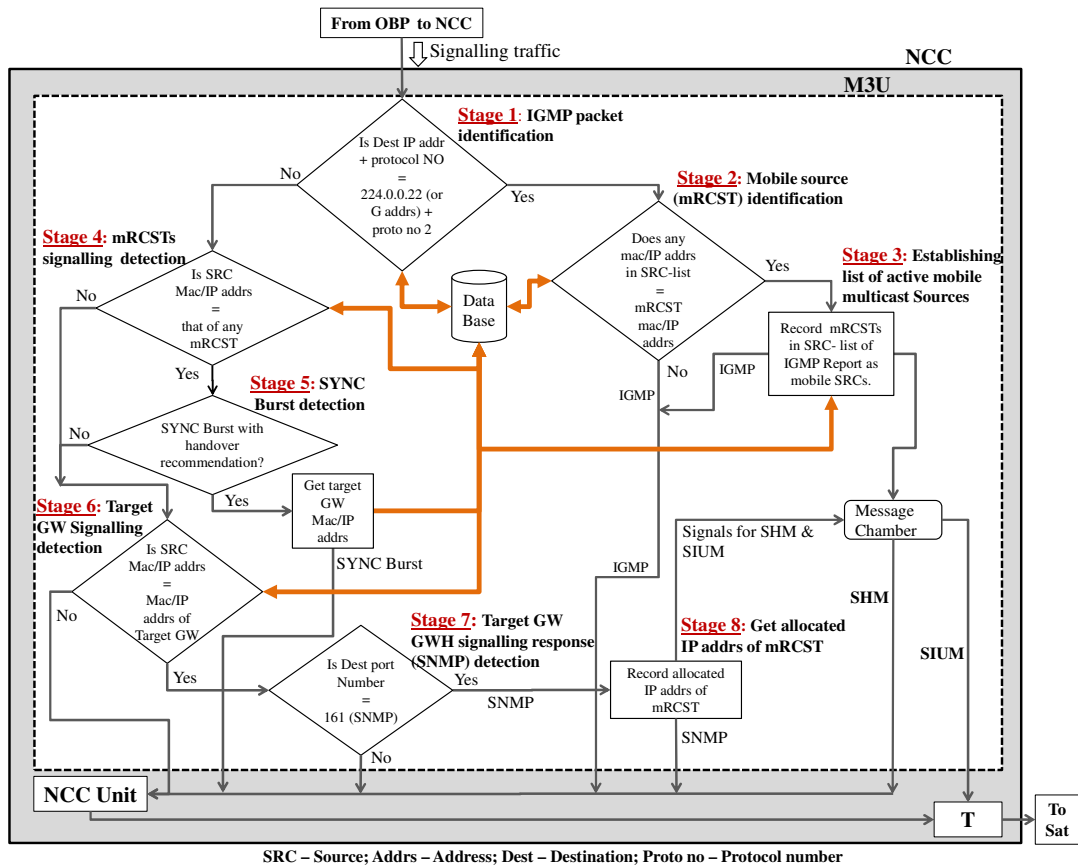 From OBP to NCC
Signalling traffic
NCC
M3U
Stage 1: IGMP packet
identification
Is Dest IP addr
+ protocol NO
=
224.0.0.22 (or
G addrs) +
proto no 2
No
Yes
Stage 2: Mobile source
(mRCST) identification
Does any
mac/IP addrs
in SRC-list
=
mRCST
mac/IP
addrs
Yes
No
Stage 3: Establishing
list of active mobile
multicast Sources
Record mRCSTs
in SRC- list of
IGMP Report as
mobile SRCs.
IGMP
IGMP
Stage 4: mRCSTs
signalling detection
Is SRC
Mac/IP addrs
=
that of any
mRCST
No
Yes
Data
Base
Stage 5: SYNC
Burst detection
SYNC Burst with
handover
recommendation?
No
Yes
Get target
GW
Mac/IP
addrs
SYNC Burst
Stage 6: Target
GW Signalling
detection
Is SRC
Mac/IP addrs
=
Mac/IP
addrs of
Target GW
No
Yes
Stage 7: Target GW
GWH signalling response
(SNMP) detection
Is Dest port
Number
=
161 (SNMP)
Yes
SNMP
No
IGMP
Stage 8: Get allocated
IP addrs of mRCST
Record allocated
IP addrs of
mRCST
SNMP
Signals for SHM &
SIUM
Message
Chamber
SHM
SIUM
NCC Unit
T
To
Sat
SRC – Source; Addrs – Address; Dest – Destination; Proto no – Protocol number